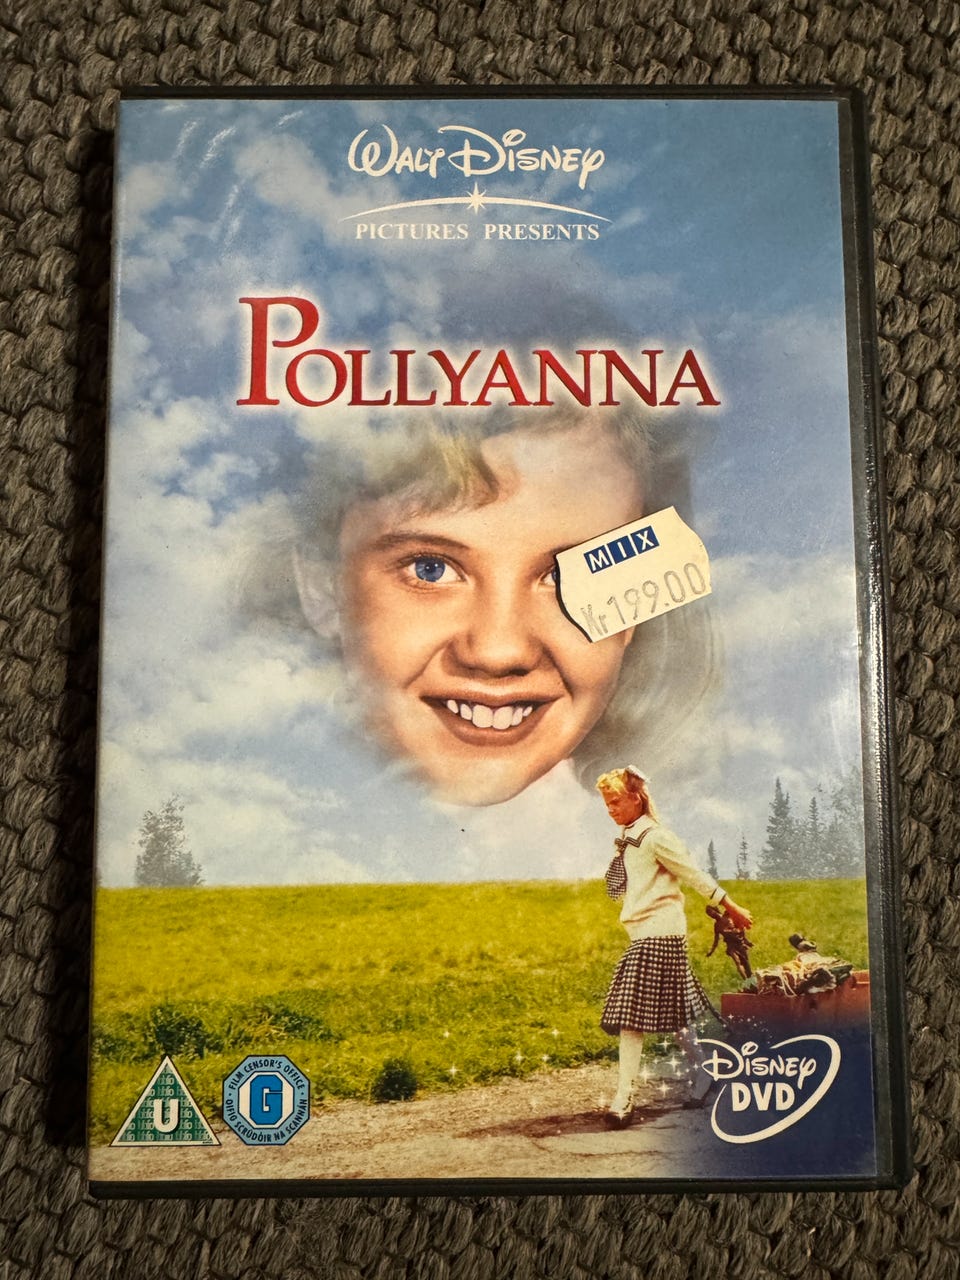 WALT DISNEY
PICTURES PRESENTS
POLLYANNA
MIX
Kr 199.00
U
FILM CENSOR'S OFFICE
G
OIFIG SCRÚDÓIR NA SCANNÁN
DISNEY
DVD